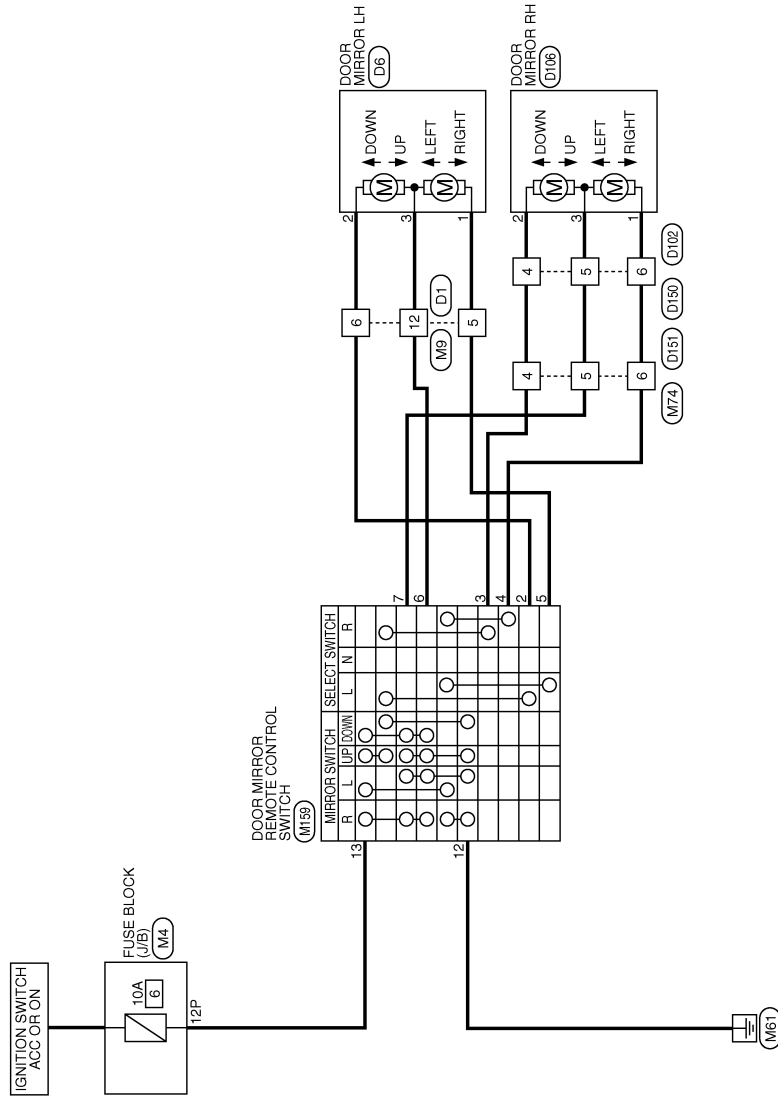 DOOR
MIRROR LH
D6
DOWN
UP
LEFT
RIGHT
M
M
2
3
1
DOOR
MIRROR RH
D106
DOWN
UP
LEFT
RIGHT
M
M
2
3
1
6
12
5
M9
D1
4
5
6
D150
D102
4
5
6
M74
D151
IGNITION SWITCH
ACC OR ON
FUSE BLOCK
(J/B)
M4
10A
6
12P
DOOR MIRROR
REMOTE CONTROL
SWITCH
M159
MIRROR SWITCH
SELECT SWITCH
R
L
UP
DOWN
L
N
R
13
12
7
6
3
4
2
5
M61